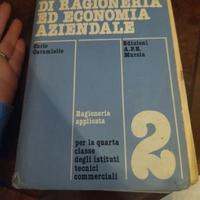 DI RAGIONERIA
ED ECONOMIA
AZIENDALE
Carlo
Caramiello
Edizioni
A.P.E.
Mursia
Ragioneria
applicata
per la quarta
classe
degli istituti
tecnici
commerciali
2